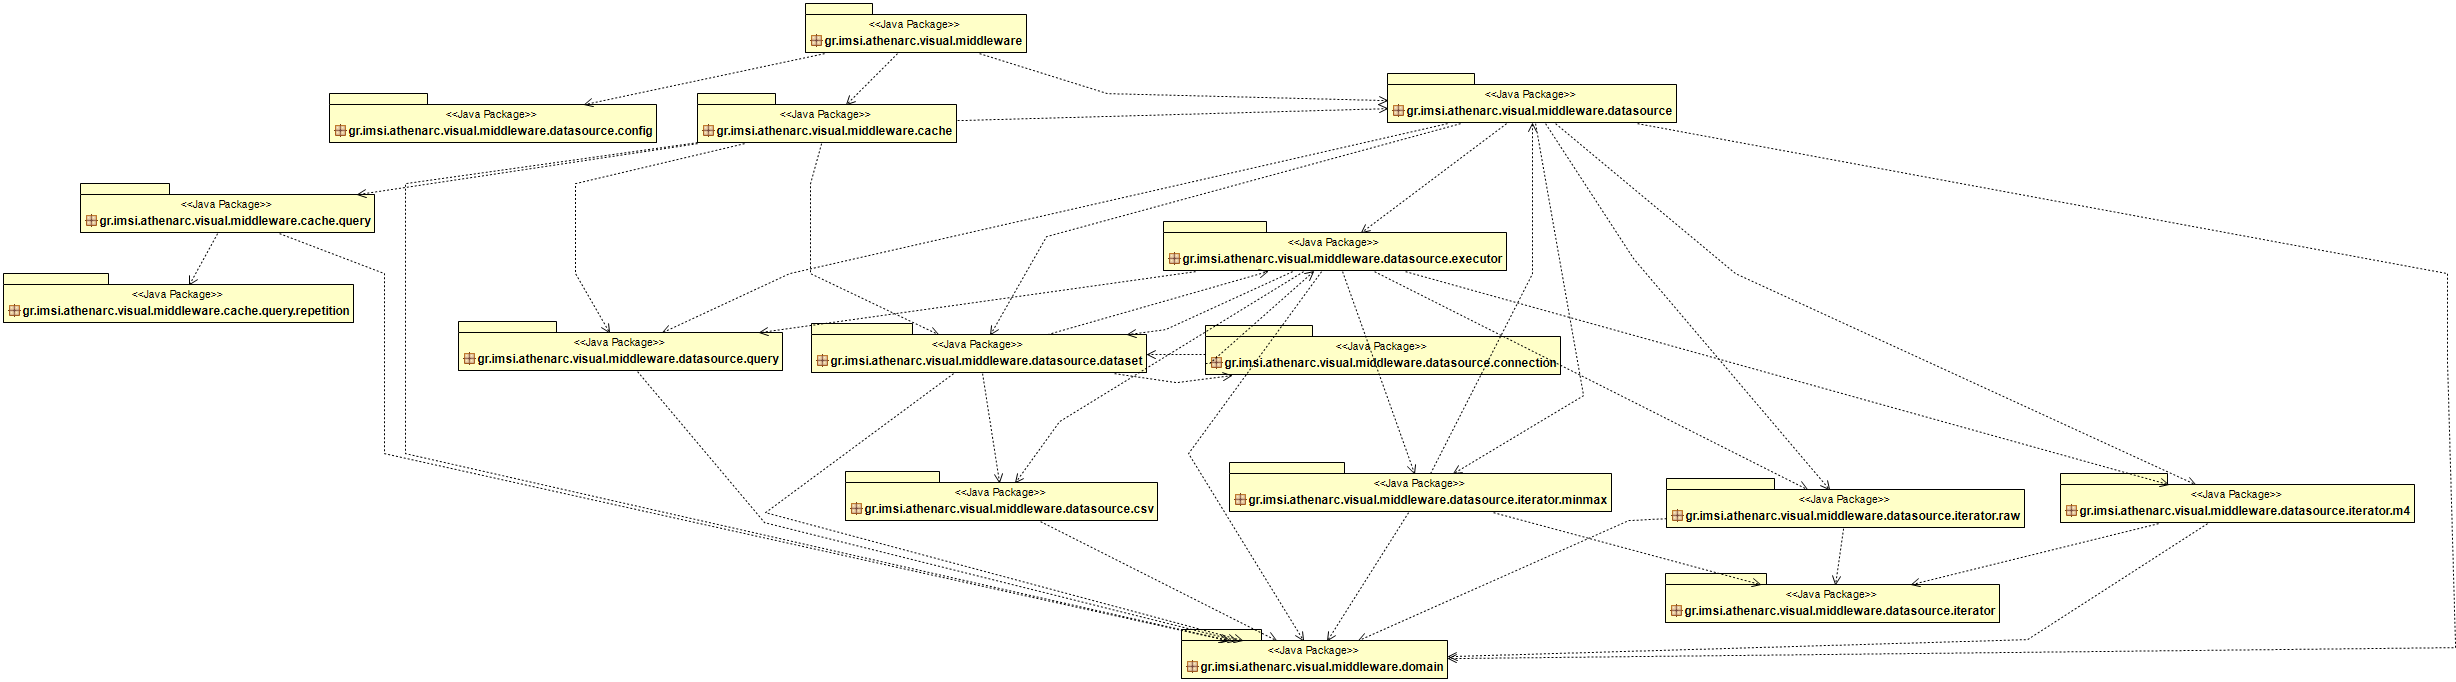 <<Java Package>>
gr.imsi.athenarc.visual.middleware
<<Java Package>>
gr.imsi.athenarc.visual.middleware.datasource
<<Java Package>>
gr.imsi.athenarc.visual.middleware.datasource.config
<<Java Package>>
gr.imsi.athenarc.visual.middleware.cache
<<Java Package>>
gr.imsi.athenarc.visual.middleware.cache.query
<<Java Package>>
gr.imsi.athenarc.visual.middleware.datasource.executor
<<Java Package>>
gr.imsi.athenarc.visual.middleware.cache.query.repetition
<<Java Package>>
gr.imsi.athenarc.visual.middleware.datasource.query
<<Java Package>>
gr.imsi.athenarc.visual.middleware.datasource.dataset
<<Java Package>>
gr.imsi.athenarc.visual.middleware.datasource.connection
<<Java Package>>
gr.imsi.athenarc.visual.middleware.datasource.csv
<<Java Package>>
gr.imsi.athenarc.visual.middleware.datasource.iterator.minmax
<<Java Package>>
gr.imsi.athenarc.visual.middleware.datasource.iterator.raw
<<Java Package>>
gr.imsi.athenarc.visual.middleware.datasource.iterator.m4
<<Java Package>>
gr.imsi.athenarc.visual.middleware.datasource.iterator
<<Java Package>>
gr.imsi.athenarc.visual.middleware.domain